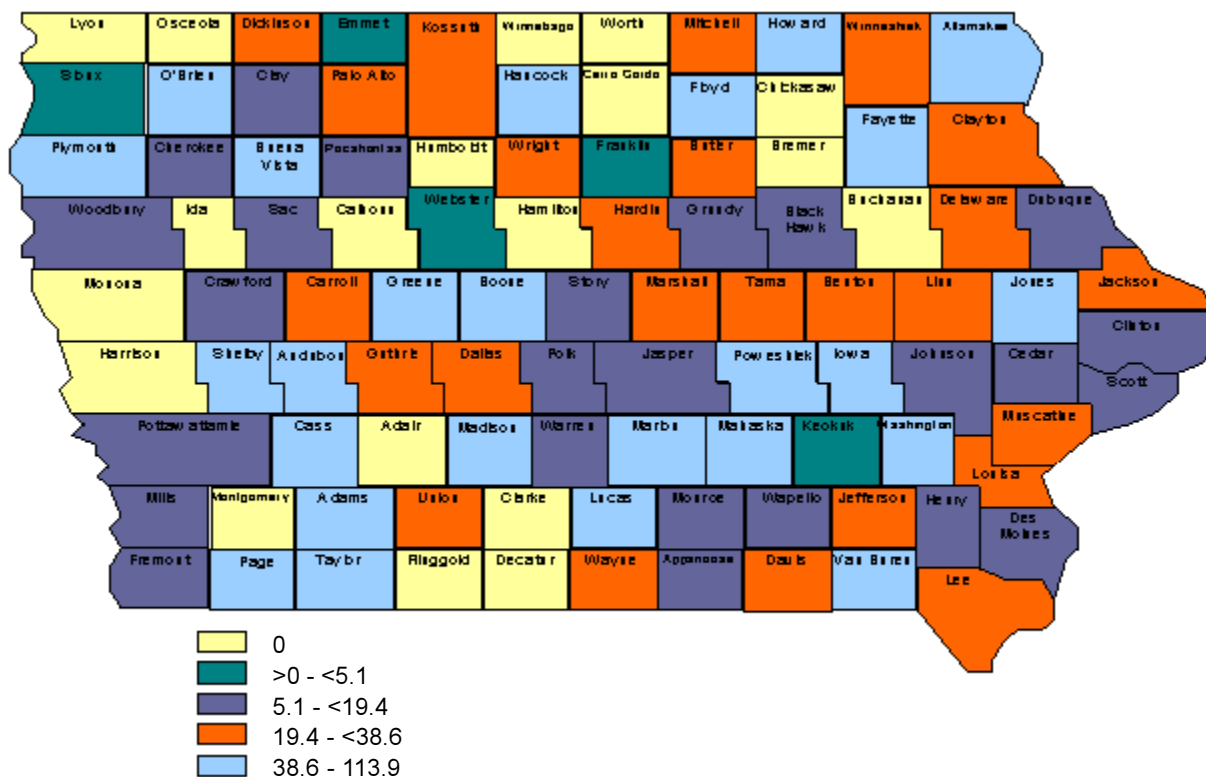 Lyon Osceola Dickinson Emmet Kossuth Winnebago Worth Mitchell Howard Winneshiek Allamakee
Sioux O'Brien Clay Palo Alto Hancock Cerro Gordo Floyd Chickasaw
Fayette Clayton
Plymouth Cherokee Buena Vista Pocahontas Humboldt Wright Franklin Butler Bremer
Woodbury Ida Sac Calhoun Webster Hamilton Hardin Grundy Black Hawk Buchanan Delaware Dubuque
Monona Crawford Carroll Greene Boone Story Marshall Tama Benton Linn Jones Jackson
Clinton
Harrison Shelby Audubon Guthrie Dallas Polk Jasper Poweshiek Iowa Johnson Cedar
Scott
Pottawattamie Cass Adair Madison Warren Marion Mahaska Keokuk Washington Muscatine
Louisa
Mills Montgomery Adams Union Clarke Lucas Monroe Wapello Jefferson Henry
Des Moines
Fremont Page Taylor Ringgold Decatur Wayne Appanoose Davis Van Buren
Lee
0
>0 - <5.1
5.1 - <19.4
19.4 - <38.6
38.6 - 113.9